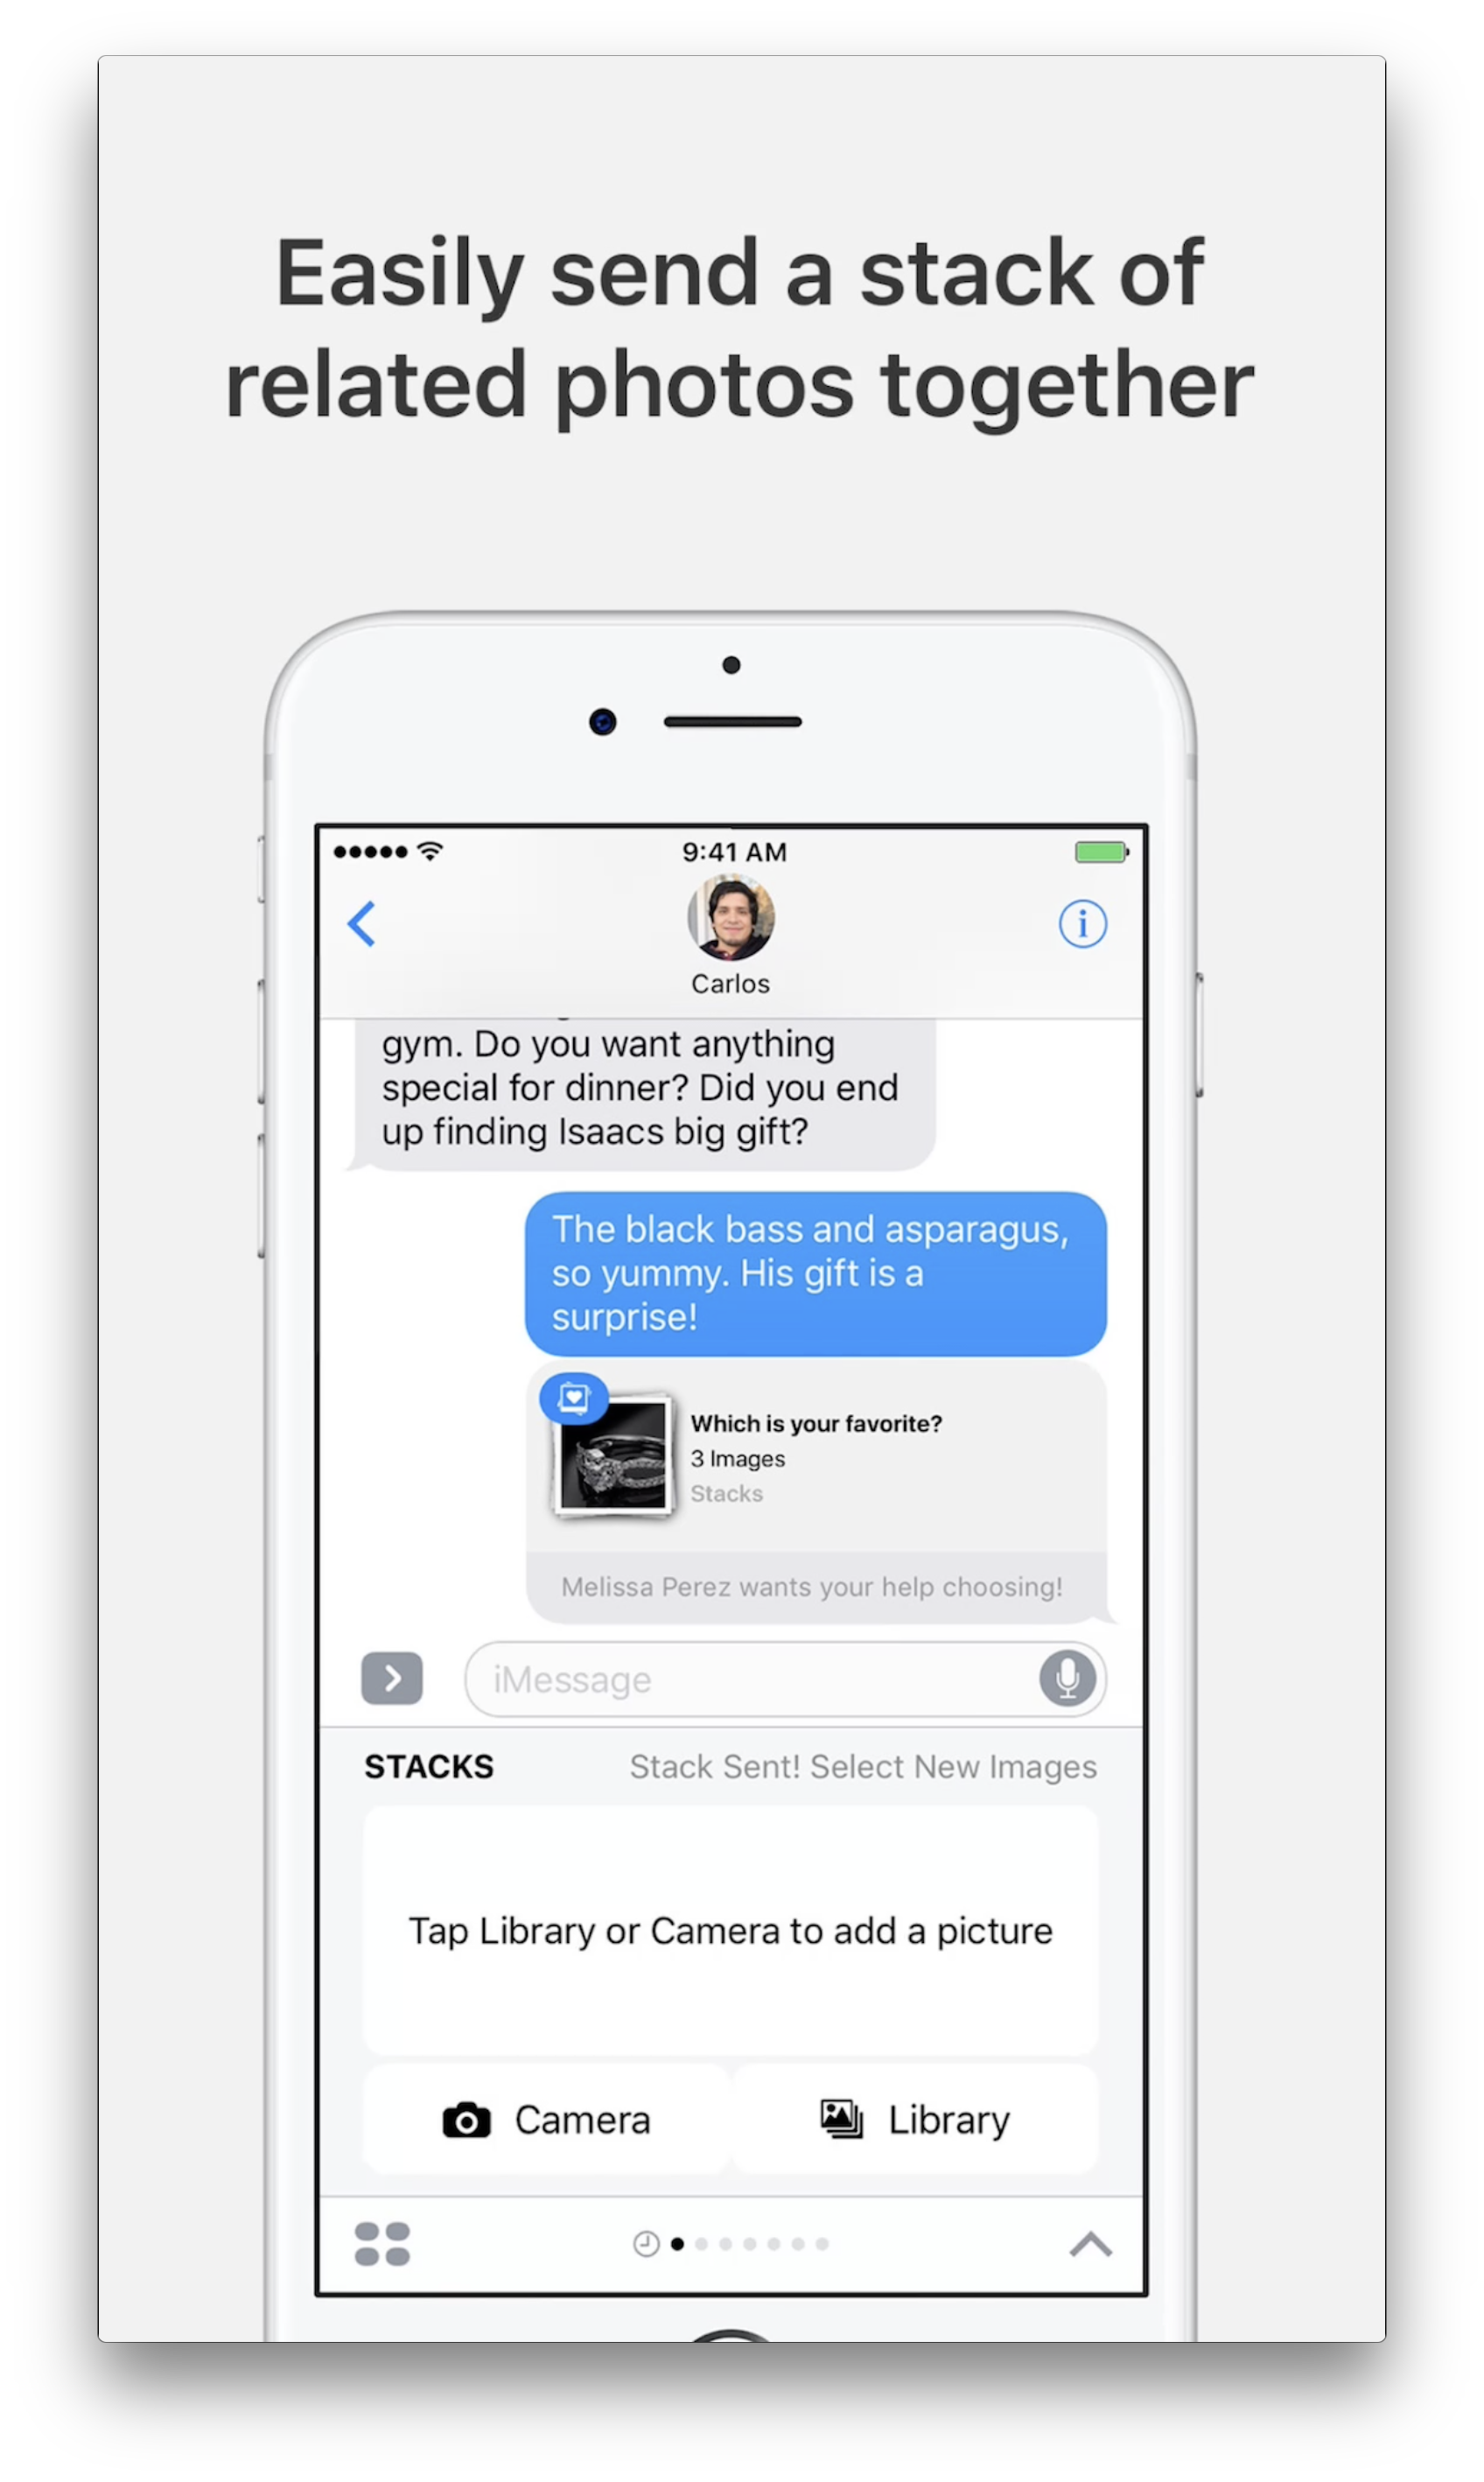 Easily send a stack of
related photos together
9:41 AM
Carlos
gym. Do you want anything
special for dinner? Did you end
up finding Isaacs big gift?
The black bass and asparagus,
so yummy. His gift is a
surprise!
Which is your favorite?
3 Images
Stacks
Melissa Perez wants your help choosing!
iMessage
STACKS Stack Sent! Select New Images
Tap Library or Camera to add a picture
Camera Library